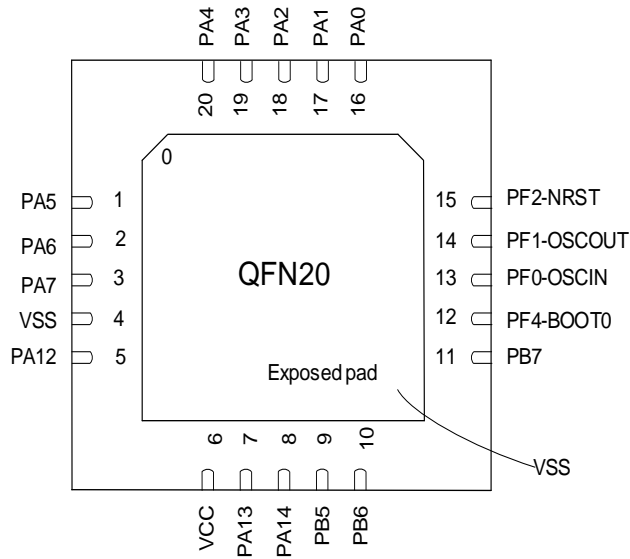 PA4 PA3 PA2 PA1 PA0
20 19 18 17 16
0
PA5 1
PA6 2
PA7 3
VSS 4
PA12 5
QFN20
Exposed pad
15 PF2-NRST
14 PF1-OSCOUT
13 PF0-OSCIN
12 PF4-BOOT0
11 PB7
6 7 8 9 10
VCC PA13 PA14 PB5 PB6
VSS